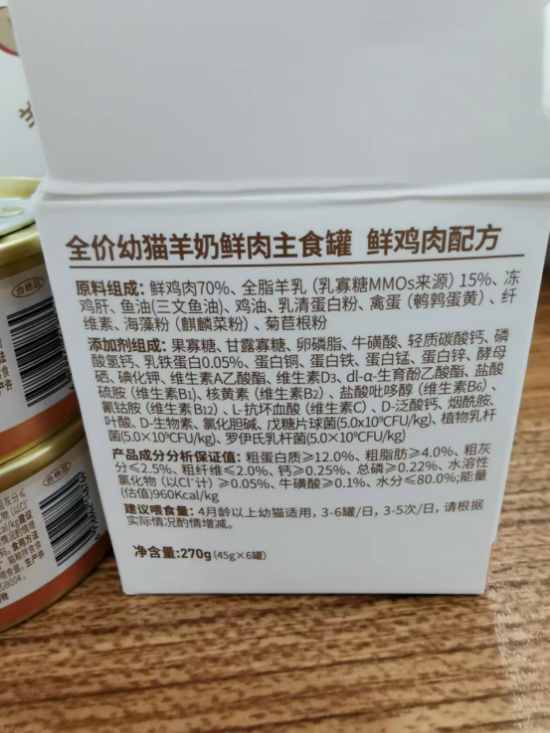 全价幼猫羊奶鲜肉主食罐 鲜鸡肉配方
原料组成：鲜鸡肉70%、全脂羊乳（乳寡糖MMOs来源）15%、冻
鸡肝、鱼油(三文鱼油)、鸡油、乳清蛋白粉、禽蛋（鹌鹑蛋黄）、纤
维素、海藻粉（麒麟菜粉）、菊苣根粉
添加剂组成：果寡糖、甘露寡糖、卵磷脂、牛磺酸、轻质碳酸钙、磷
酸氢钙、乳铁蛋白0.05%、蛋白铜、蛋白铁、蛋白锰、蛋白锌、酵母
硒、碘化钾、维生素A乙酸酯、维生素D₃、dl-α-生育酚乙酸酯、盐酸
硫胺（维生素B₁）、核黄素（维生素B₂）、盐酸吡哆醇（维生素B₆）、
氰钴胺（维生素B₁₂）、L-抗坏血酸（维生素C）、D-泛酸钙、烟酰胺、
叶酸、D-生物素、氯化胆碱、戊糖片球菌(5.0x10⁹CFU/kg)、植物乳杆
菌(5.0×10⁹CFU/kg)、罗伊氏乳杆菌(5.0×10⁹CFU/kg)
产品成分分析保证值：粗蛋白质≥12.0%、粗脂肪≥4.0%、粗灰
分≤2.5%、粗纤维≤2.0%、钙≥0.25%、总磷≥0.22%、水溶性
氯化物（以Cl⁻计）≥0.05%、牛磺酸≥0.1%、水分≤80.0%;能量
(估值)960Kcal/kg
建议喂食量：4月龄以上幼猫适用，3-6罐/日，3-5次/日，请根据
实际情况酌情增减。
净含量:270g(45g×6罐)
合格品